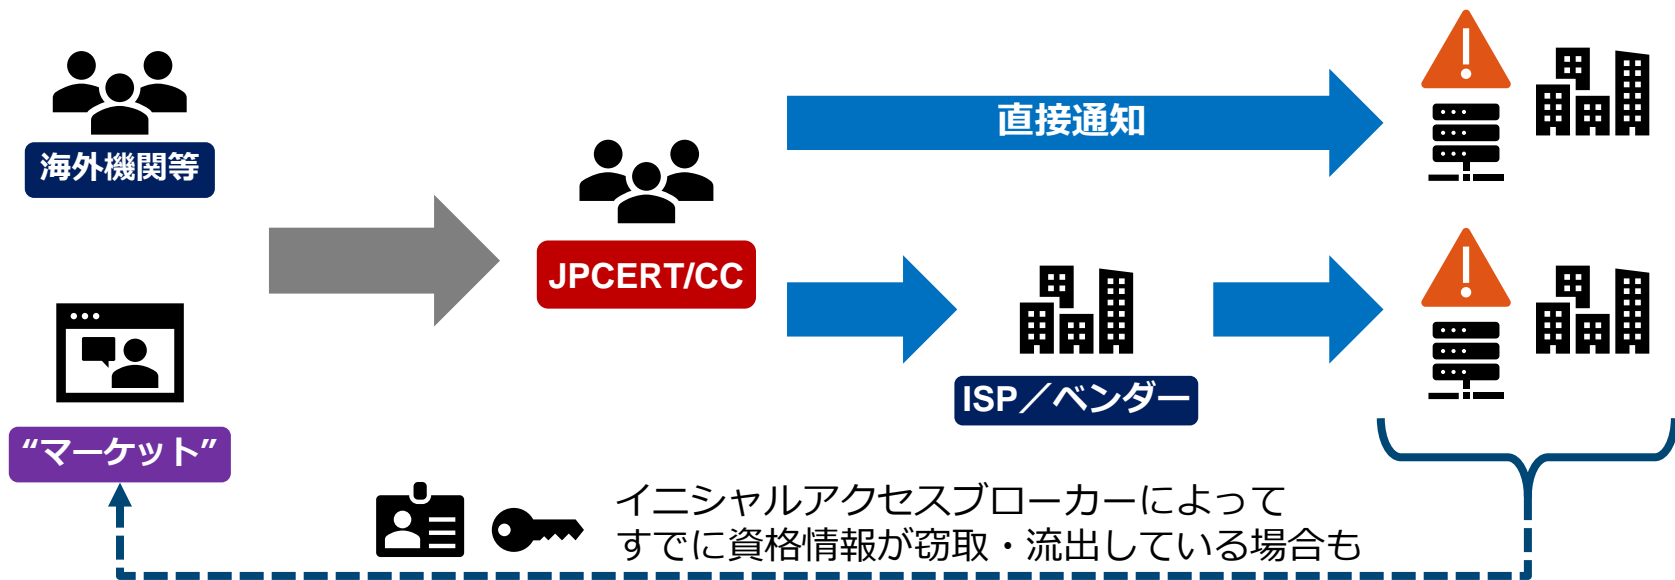 海外機関等
“マーケット”
JPCERT/CC
直接通知
ISP／ベンダー
イニシャルアクセスブローカーによって
すでに資格情報が窃取・流出している場合も